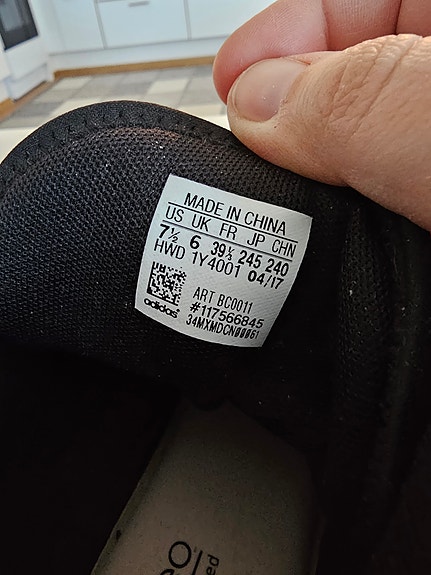 MADE IN CHINA
US UK FR JP CHN
7½ 6 39⅓ 245 240
HWD 1Y4001 04/17
ART BC0011
#117566845
34MXMDCN00061
adidas